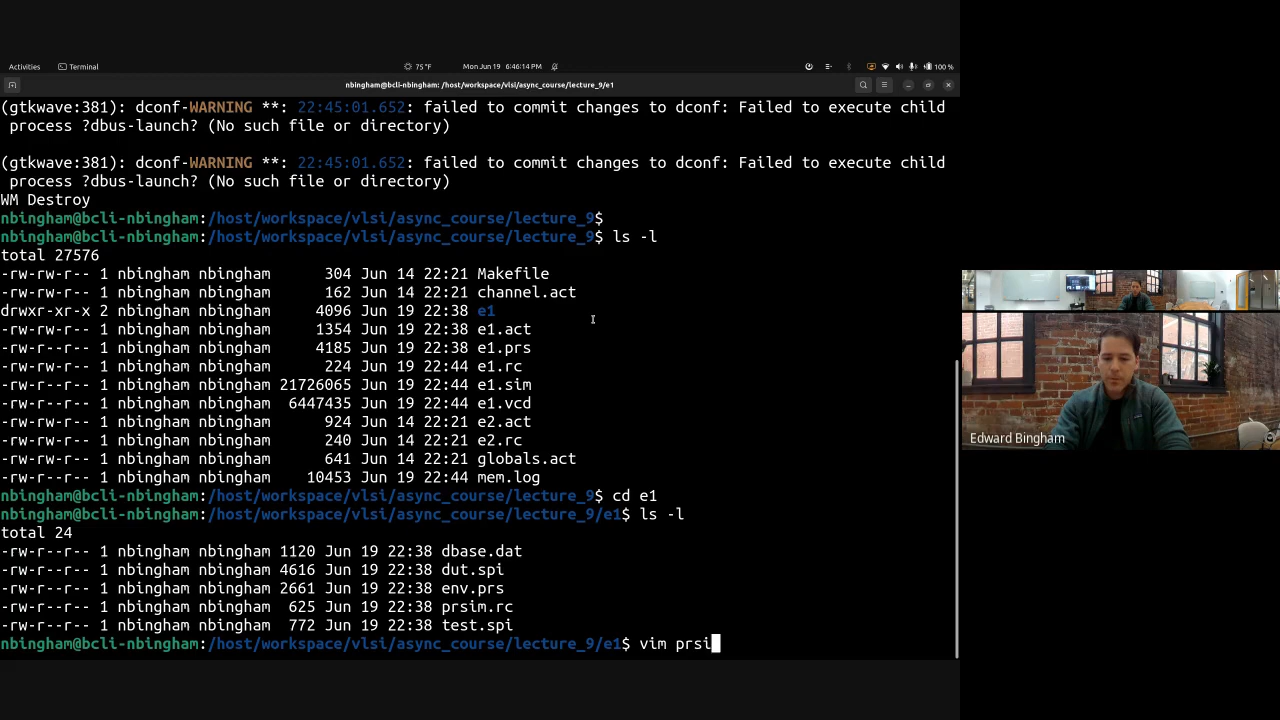 Activities
Terminal
75 °F
Mon Jun 19 6:46:14 PM
100 %
nbingham@bcli-nbingham: /host/workspace/vlsi/async_course/lecture_9/e1
(gtkwave:381): dconf-WARNING **: 22:45:01.652: failed to commit changes to dconf: Failed to execute child
process ?dbus-launch? (No such file or directory)
(gtkwave:381): dconf-WARNING **: 22:45:01.652: failed to commit changes to dconf: Failed to execute child
process ?dbus-launch? (No such file or directory)
WM Destroy
nbingham@bcli-nbingham:/host/workspace/vlsi/async_course/lecture_9$
nbingham@bcli-nbingham:/host/workspace/vlsi/async_course/lecture_9$ ls -l
total 27576
-rw-rw-r-- 1 nbingham nbingham      304 Jun 14 22:21 Makefile
-rw-rw-r-- 1 nbingham nbingham      162 Jun 14 22:21 channel.act
drwxr-xr-x 2 nbingham nbingham     4096 Jun 19 22:38 e1
-rw-rw-r-- 1 nbingham nbingham     1354 Jun 19 22:38 e1.act
-rw-rw-r-- 1 nbingham nbingham     4185 Jun 19 22:38 e1.prs
-rw-rw-r-- 1 nbingham nbingham      224 Jun 19 22:44 e1.rc
-rw-rw-r-- 1 nbingham nbingham 21726065 Jun 19 22:44 e1.sim
-rw-rw-r-- 1 nbingham nbingham  6447435 Jun 19 22:44 e1.vcd
-rw-rw-r-- 1 nbingham nbingham      924 Jun 14 22:21 e2.act
-rw-rw-r-- 1 nbingham nbingham      240 Jun 14 22:21 e2.rc
-rw-rw-r-- 1 nbingham nbingham      641 Jun 14 22:21 globals.act
-rw-rw-r-- 1 nbingham nbingham    10453 Jun 19 22:44 mem.log
nbingham@bcli-nbingham:/host/workspace/vlsi/async_course/lecture_9$ cd e1
nbingham@bcli-nbingham:/host/workspace/vlsi/async_course/lecture_9/e1$ ls -l
total 24
-rw-r--r-- 1 nbingham nbingham 1120 Jun 19 22:38 dbase.dat
-rw-r--r-- 1 nbingham nbingham 4616 Jun 19 22:38 dut.spi
-rw-r--r-- 1 nbingham nbingham 2661 Jun 19 22:38 env.prs
-rw-r--r-- 1 nbingham nbingham  625 Jun 19 22:38 prsim.rc
-rw-r--r-- 1 nbingham nbingham  772 Jun 19 22:38 test.spi
nbingham@bcli-nbingham:/host/workspace/vlsi/async_course/lecture_9/e1$ vim prsi
Edward Bingham